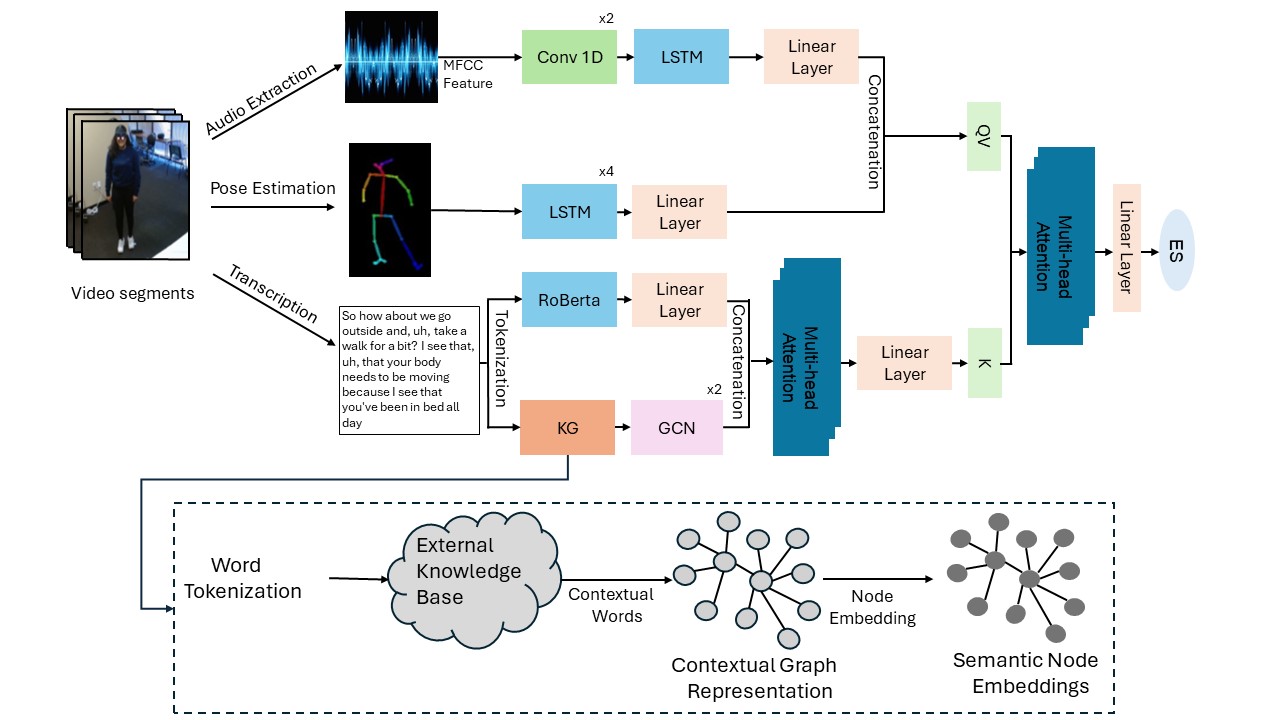 Video segments
Audio Extraction
Pose Estimation
Transcription
MFCC
Feature
x2
Conv 1D
LSTM
Linear
Layer
x4
LSTM
Linear
Layer
Concatenation
QV
So how about we go
outside and, uh, take a
walk for a bit? I see that,
uh, that your body
needs to be moving
because I see that
you've been in bed all
day
Tokenization
RoBerta
Linear
Layer
KG
x2
GCN
Concatenation
Multi-head
Attention
Linear
Layer
K
Multi-head
Attention
Linear Layer
ES
Word
Tokenization
External
Knowledge
Base
Contextual
Words
Contextual Graph
Representation
Node
Embedding
Semantic Node
Embeddings